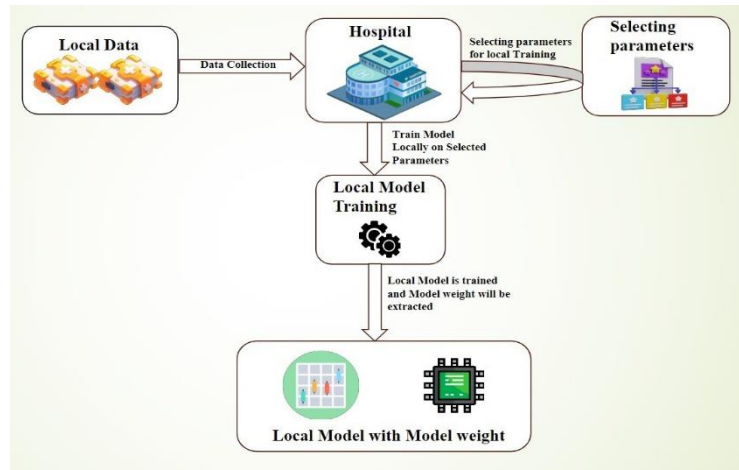 Local Data
Data Collection
Hospital
Selecting parameters
for local Training
Selecting
parameters
Train Model
Locally on Selected
Parameters
Local Model
Training
Local Model is trained
and Model weight will be
extracted
Local Model with Model weight